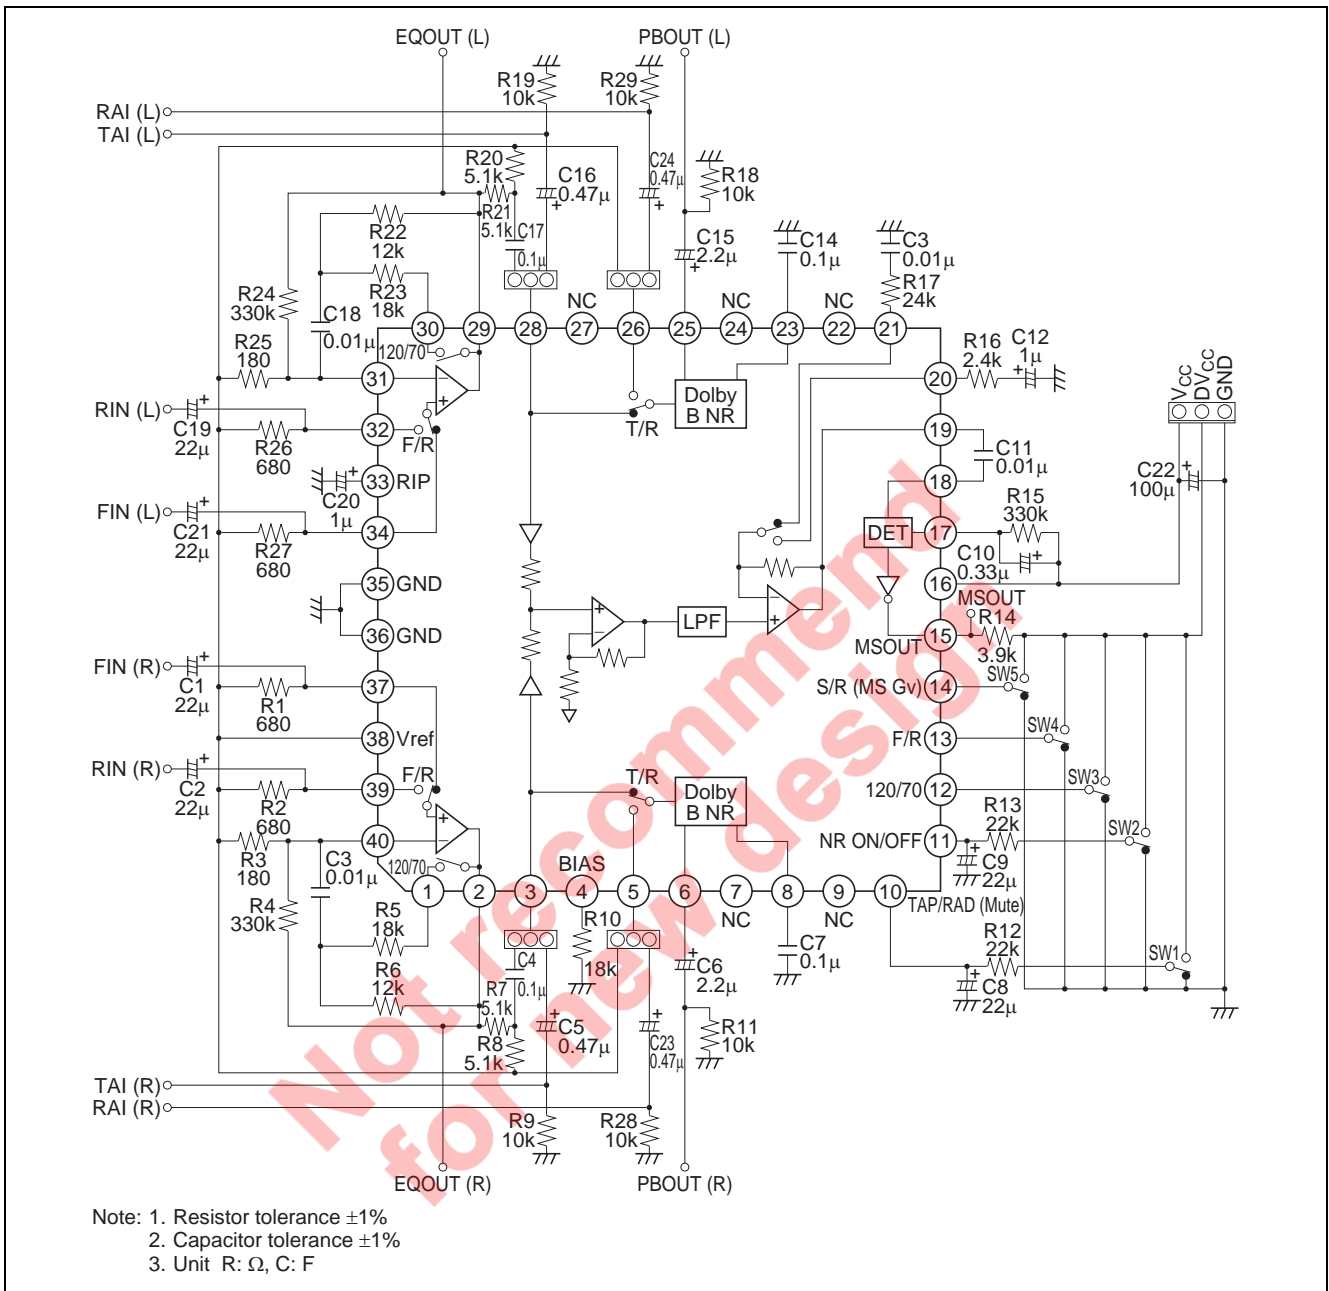 EQOUT (L)
PBOUT (L)
R19
10k
R29
10k
RAI (L)
TAI (L)
R20
5.1k
C16
0.47μ
C24
0.47μ
R18
10k
R21
5.1k
C17
0.1μ
R22
12k
C15
2.2μ
C14
0.1μ
C3
0.01μ
R23
18k
R17
24k
R24
330k
C18
0.01μ
NC
NC
NC
30
29
28
27
26
25
24
23
22
21
R25
180
120/70
R16
2.4k
C12
1μ
31
20
Dolby
B NR
VCC
DVCC
GND
RIN (L)
C19
22μ
R26
680
32
F/R
T/R
19
C11
0.01μ
33
RIP
C20
1μ
18
C22
100μ
FIN (L)
C21
22μ
R27
680
34
DET
17
R15
330k
C10
0.33μ
35
GND
16
MSOUT
LPF
36
GND
MSOUT
15
R14
3.9k
FIN (R)
C1
22μ
R1
680
37
S/R (MS Gv)
14
SW5
38
Vref
F/R
13
SW4
RIN (R)
C2
22μ
R2
680
39
F/R
T/R
Dolby
B NR
120/70
12
SW3
R3
180
40
C3
0.01μ
120/70
BIAS
NR ON/OFF
11
R13
22k
SW2
C9
22μ
1
2
3
4
5
6
7
8
9
10
R4
330k
R5
18k
NC
NC
TAP/RAD (Mute)
R10
18k
R12
22k
SW1
R6
12k
C4
0.1μ
C6
2.2μ
C7
0.1μ
C8
22μ
R7
5.1k
R8
5.1k
C5
0.47μ
C23
0.47μ
R11
10k
TAI (R)
RAI (R)
R9
10k
R28
10k
EQOUT (R)
PBOUT (R)
Not recommend
for new design
Note: 1. Resistor tolerance ±1%
2. Capacitor tolerance ±1%
3. Unit R: Ω, C: F